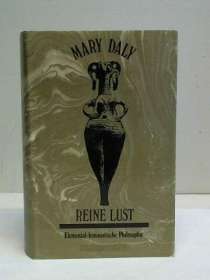 MARY DALY
REINE LUST
Elemental-feministische Philosophie